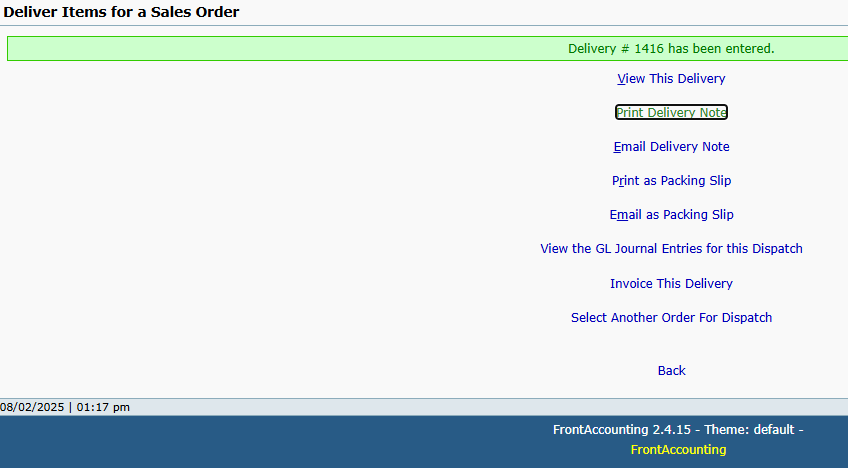 Deliver Items for a Sales Order
Delivery # 1416 has been entered.
View This Delivery
Print Delivery Note
Email Delivery Note
Print as Packing Slip
Email as Packing Slip
View the GL Journal Entries for this Dispatch
Invoice This Delivery
Select Another Order For Dispatch
Back
08/02/2025 | 01:17 pm
FrontAccounting 2.4.15 - Theme: default -
FrontAccounting